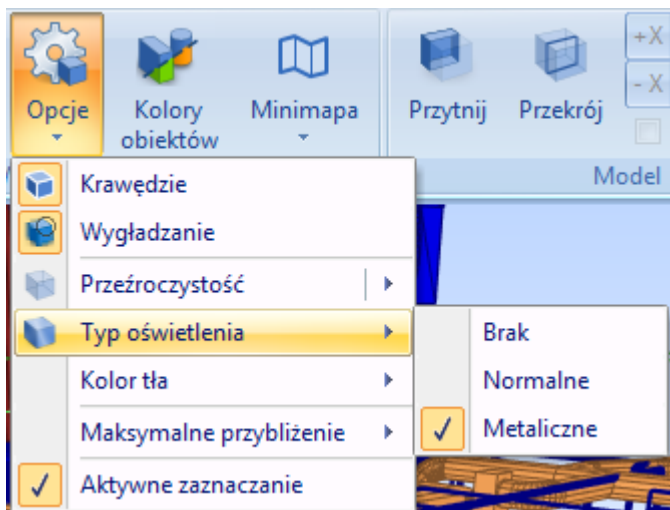 +X
- X
Opcje
Kolory
obiektów
Minimapa
Przytnij
Przekrój
Model
Krawędzie
Wygładzanie
Przeźroczystość
Typ oświetlenia
Brak
Kolor tła
Normalne
Maksymalne przybliżenie
Metaliczne
Aktywne zaznaczanie